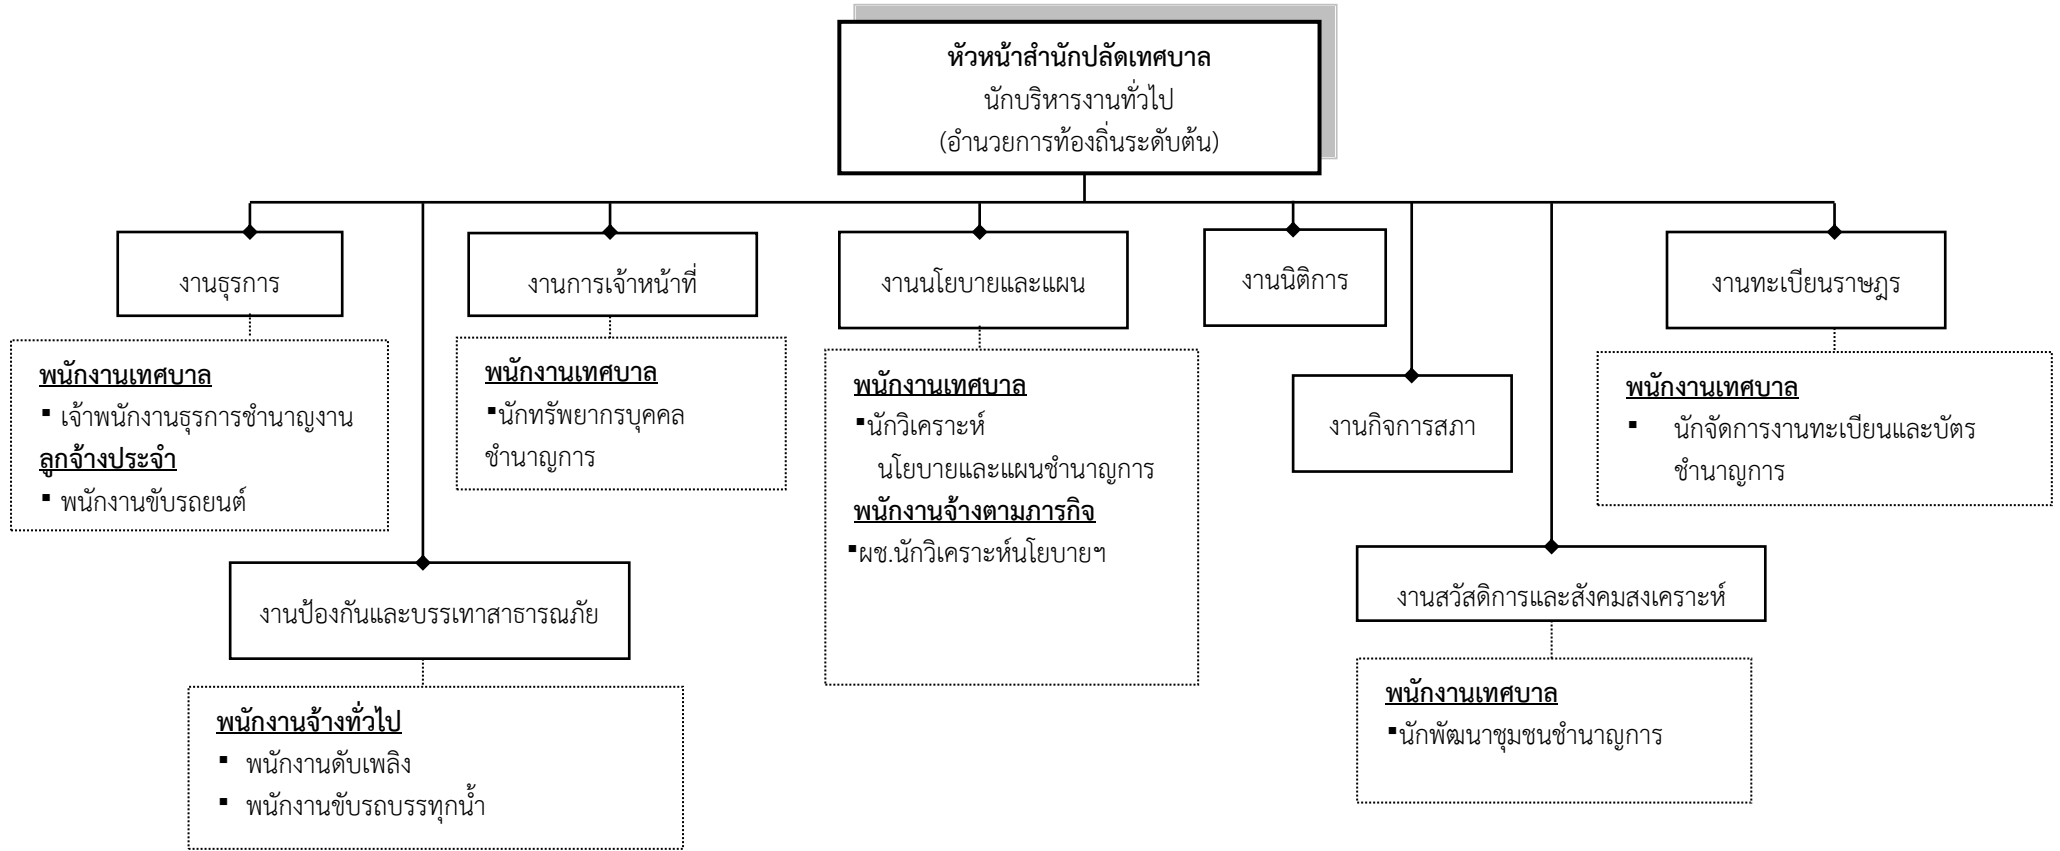 หัวหน้าสำนักปลัดเทศบาล
นักบริหารงานทั่วไป
(อำนวยการท้องถิ่นระดับต้น)
งานธุรการ
งานการเจ้าหน้าที่
งานนโยบายและแผน
งานนิติการ
งานทะเบียนราษฎร
พนักงานเทศบาล
▪ เจ้าพนักงานธุรการชำนาญงาน
ลูกจ้างประจำ
▪ พนักงานขับรถยนต์
พนักงานเทศบาล
▪นักทรัพยากรบุคคล
ชำนาญการ
พนักงานเทศบาล
▪นักวิเคราะห์
นโยบายและแผนชำนาญการ
พนักงานจ้างตามภารกิจ
▪ผช.นักวิเคราะห์นโยบายฯ
งานกิจการสภา
พนักงานเทศบาล
▪ นักจัดการงานทะเบียนและบัตร
ชำนาญการ
งานป้องกันและบรรเทาสาธารณภัย
งานสวัสดิการและสังคมสงเคราะห์
พนักงานจ้างทั่วไป
▪ พนักงานดับเพลิง
▪ พนักงานขับรถบรรทุกน้ำ
พนักงานเทศบาล
▪นักพัฒนาชุมชนชำนาญการ